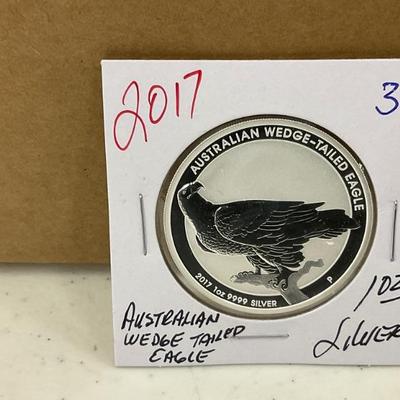 2017
3
AUSTRALIAN WEDGE-TAILED EAGLE
2017 1oz 9999 SILVER
P
1OZ
AUSTRALIAN
WEDGE TAILED
EAGLE
SILVER